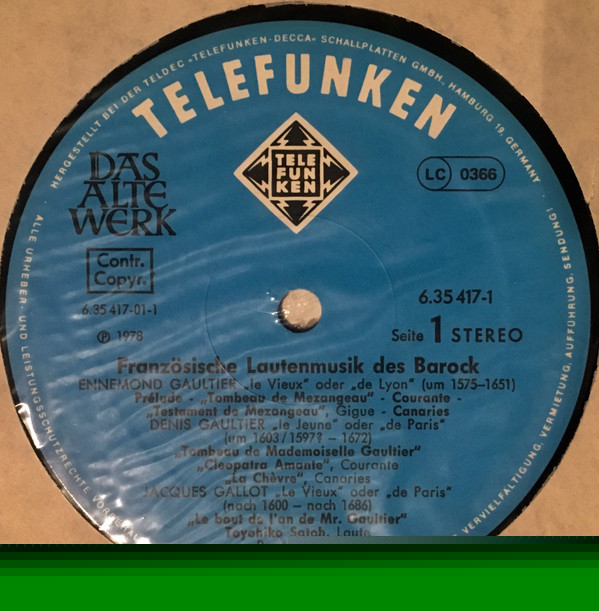 HERGESTELLT BEI DER TELDEC »TELEFUNKEN-DECCA« SCHALLPLATTEN GMBH., HAMBURG 19, GERMANY
TELEFUNKEN
TELE
FUN
KEN
DAS
ALTE
WERK
LC 0366
Contr.
Copyr.
6.35 417-01-1
Ⓟ 1978
6.35 417-1
Seite 1 STEREO
Französische Lautenmusik des Barock
ENNEMOND GAULTIER „le Vieux" oder „de Lyon" (um 1575-1651)
Prélude - „Tombeau de Mezangeau" - Courante -
„Testament de Mezangeau", Gigue - Canaries
DENIS GAULTIER „le Jeune" oder „de Paris"
(um 1603/1597? - 1672)
„Tombeau de Mademoiselle Gaultier"
„Cleopatra Amante", Courante
„La Chèvre", Canaries
JACQUES GALLOT „Le Vieux" oder „de Paris"
(nach 1600 - nach 1686)
„Le bout de l'an de Mr. Gaultier"
Toyohiko Satoh, Laute
ALLE URHEBER- UND LEISTUNGSSCHUTZRECHTE
VERVIELFÄLTIGUNG, VERMIETUNG, AUFFÜHRUNG, SENDUNG!